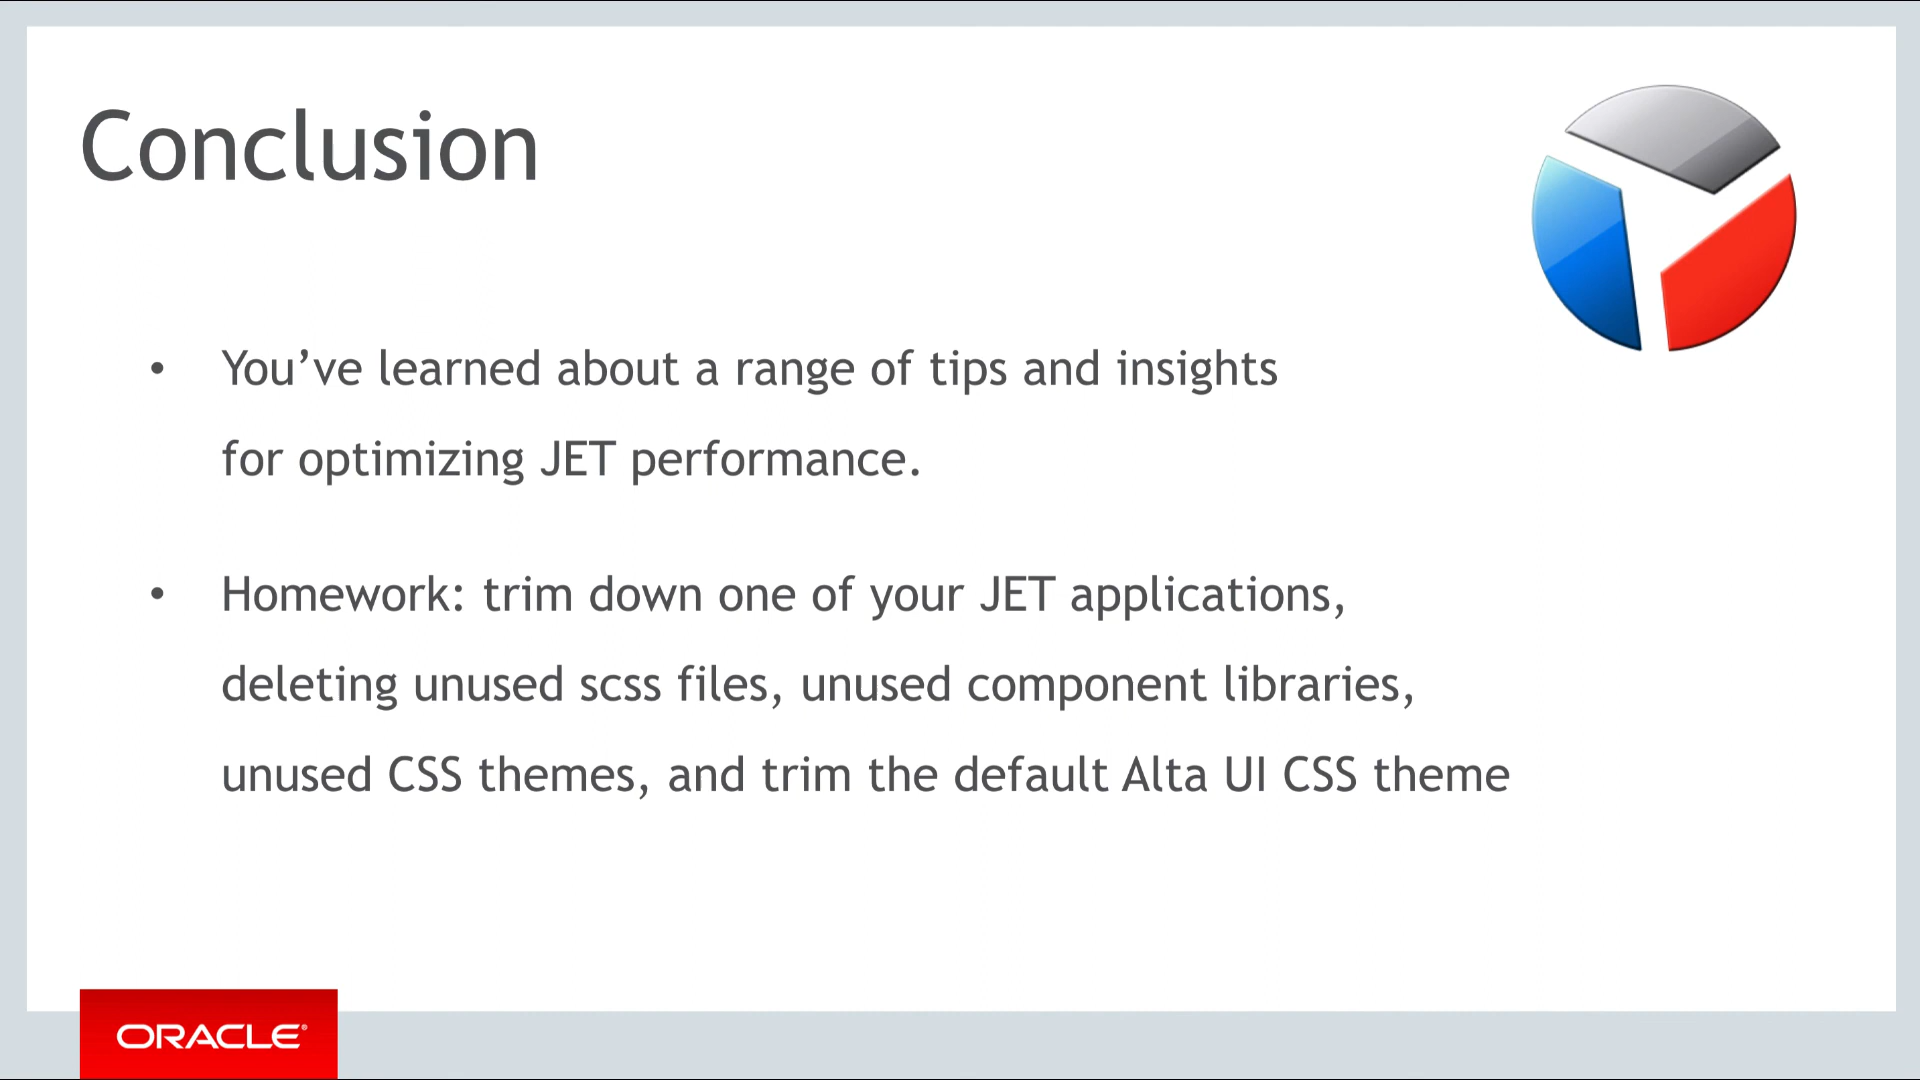 Conclusion
• You’ve learned about a range of tips and insights
for optimizing JET performance.
• Homework: trim down one of your JET applications,
deleting unused scss files, unused component libraries,
unused CSS themes, and trim the default Alta UI CSS theme
ORACLE®